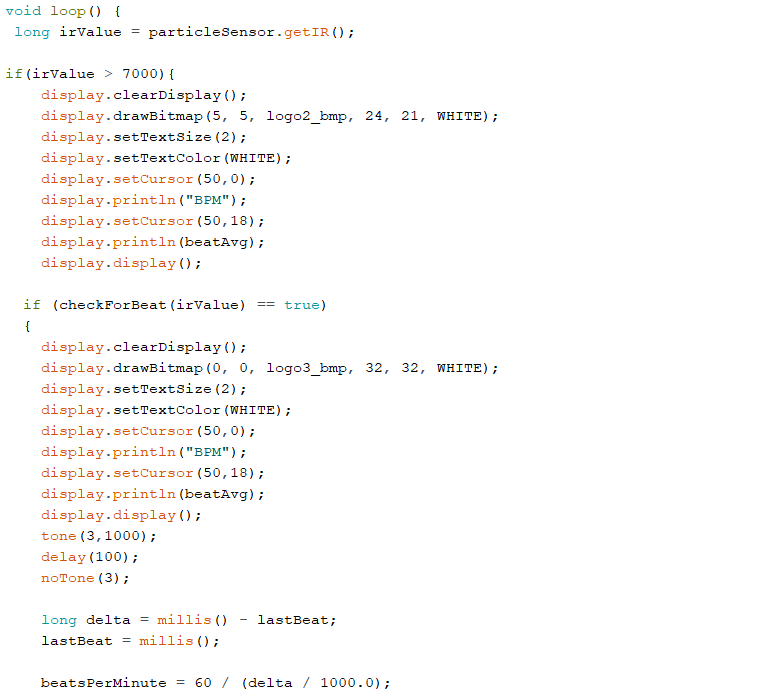 void loop() {
 long irValue = particleSensor.getIR();

if(irValue > 7000){
    display.clearDisplay();
    display.drawBitmap(5, 5, logo2_bmp, 24, 21, WHITE);
    display.setTextSize(2);
    display.setTextColor(WHITE);
    display.setCursor(50,0);
    display.println("BPM");
    display.setCursor(50,18);
    display.println(beatAvg);
    display.display();

  if (checkForBeat(irValue) == true)
  {
    display.clearDisplay();
    display.drawBitmap(0, 0, logo3_bmp, 32, 32, WHITE);
    display.setTextSize(2);
    display.setTextColor(WHITE);
    display.setCursor(50,0);
    display.println("BPM");
    display.setCursor(50,18);
    display.println(beatAvg);
    display.display();
    tone(3,1000);
    delay(100);
    noTone(3);

    long delta = millis() - lastBeat;
    lastBeat = millis();

    beatsPerMinute = 60 / (delta / 1000.0);